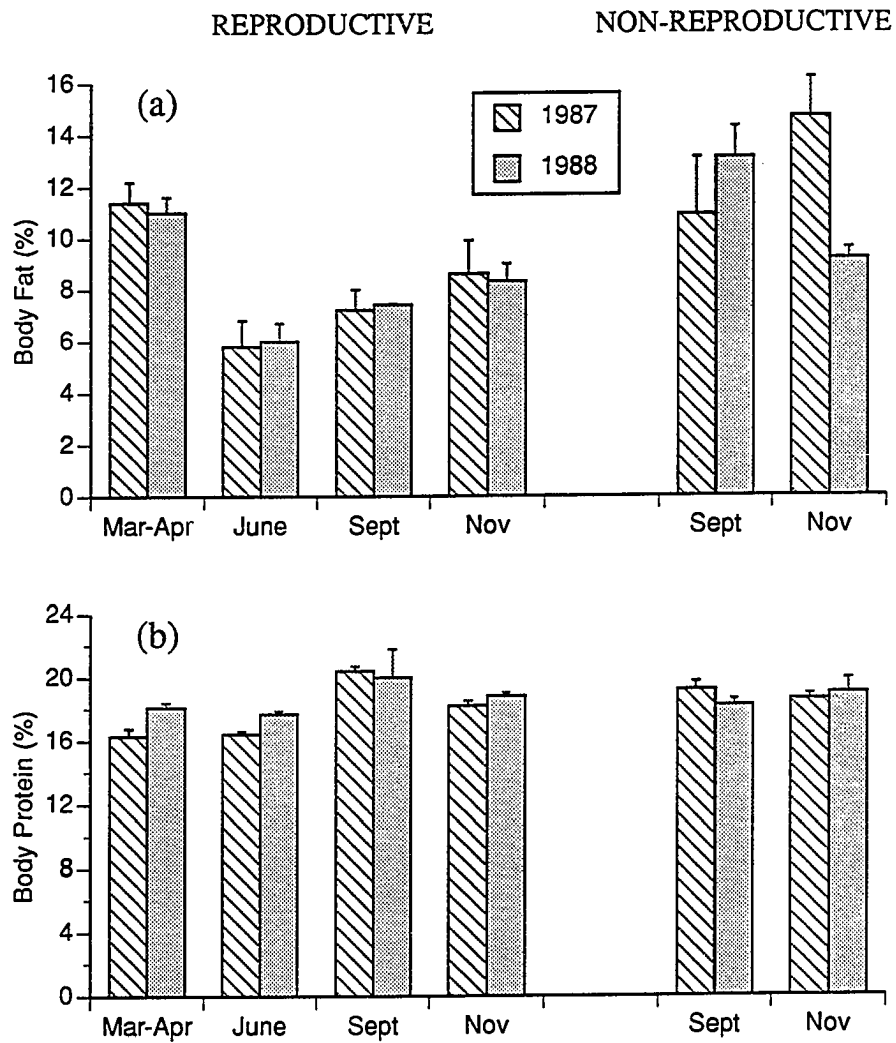 REPRODUCTIVE NON-REPRODUCTIVE
(a)
1987
1988
Body Fat (%)
16
14
12
10
8
6
4
2
0
Mar-Apr June Sept Nov Sept Nov
(b)
Body Protein (%)
24
20
16
12
8
4
0
Mar-Apr June Sept Nov Sept Nov